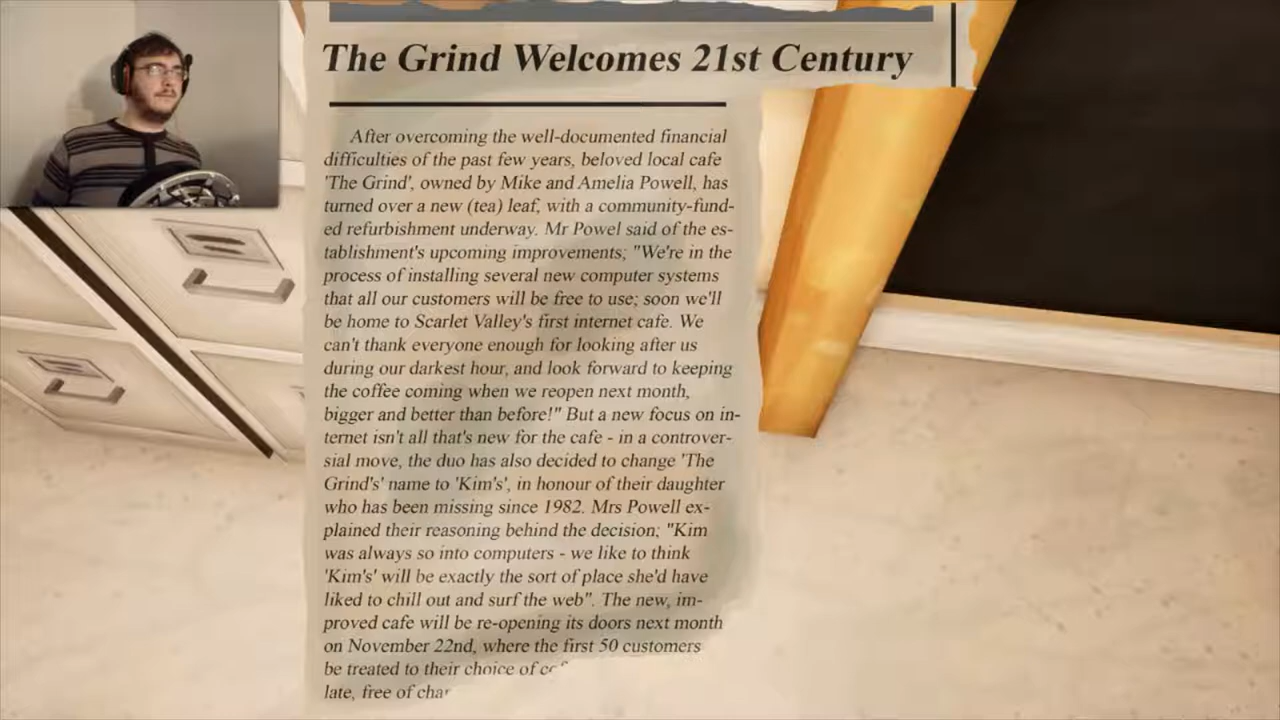 The Grind Welcomes 21st Century
After overcoming the well-documented financial
difficulties of the past few years, beloved local cafe
'The Grind', owned by Mike and Amelia Powell, has
turned over a new (tea) leaf, with a community-fund-
ed refurbishment underway. Mr Powel said of the es-
tablishment's upcoming improvements; "We're in the
process of installing several new computer systems
that all our customers will be free to use; soon we'll
be home to Scarlet Valley's first internet cafe. We
can't thank everyone enough for looking after us
during our darkest hour, and look forward to keeping
the coffee coming when we reopen next month,
bigger and better than before!" But a new focus on in-
ternet isn't all that's new for the cafe - in a controver-
sial move, the duo has also decided to change 'The
Grind's' name to 'Kim's', in honour of their daughter
who has been missing since 1982. Mrs Powell ex-
plained their reasoning behind the decision; "Kim
was always so into computers - we like to think
'Kim's' will be exactly the sort of place she'd have
liked to chill out and surf the web". The new, im-
proved cafe will be re-opening its doors next month
on November 22nd, where the first 50 customers
be treated to their choice of
late, free of